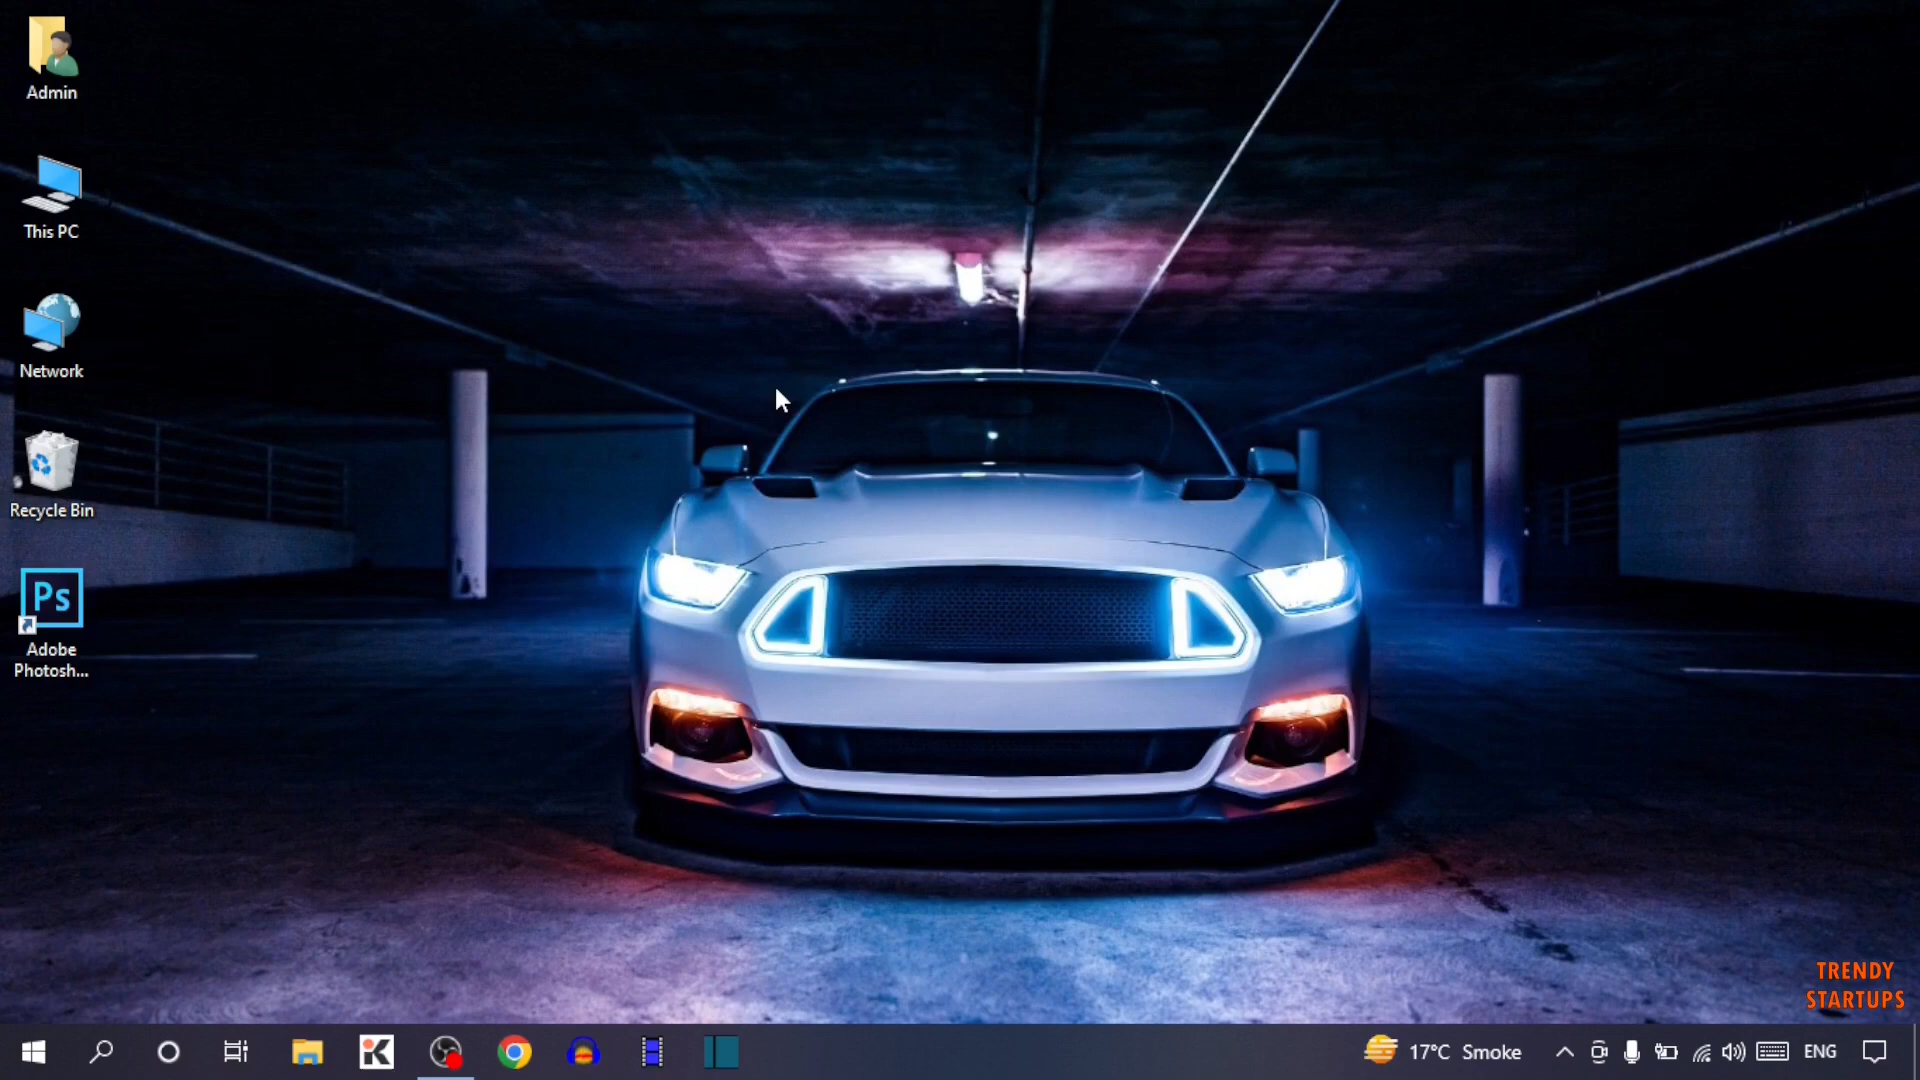 Admin
This PC
Network
Recycle Bin
Ps
Adobe
Photosh...
TRENDY
STARTUPS
17°C Smoke
ENG